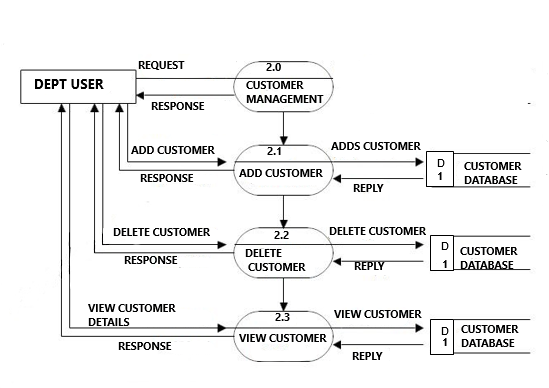 REQUEST
2.0
DEPT USER
CUSTOMER
MANAGEMENT
RESPONSE
2.1
ADDS CUSTOMER
ADD CUSTOMER
D
1
CUSTOMER
DATABASE
RESPONSE
ADD CUSTOMER
REPLY
2.2
DELETE CUSTOMER
DELETE CUSTOMER
D
1
CUSTOMER
DATABASE
RESPONSE
DELETE
CUSTOMER
REPLY
VIEW CUSTOMER
DETAILS
2.3
VIEW CUSTOMER
D
1
CUSTOMER
DATABASE
RESPONSE
VIEW CUSTOMER
REPLY